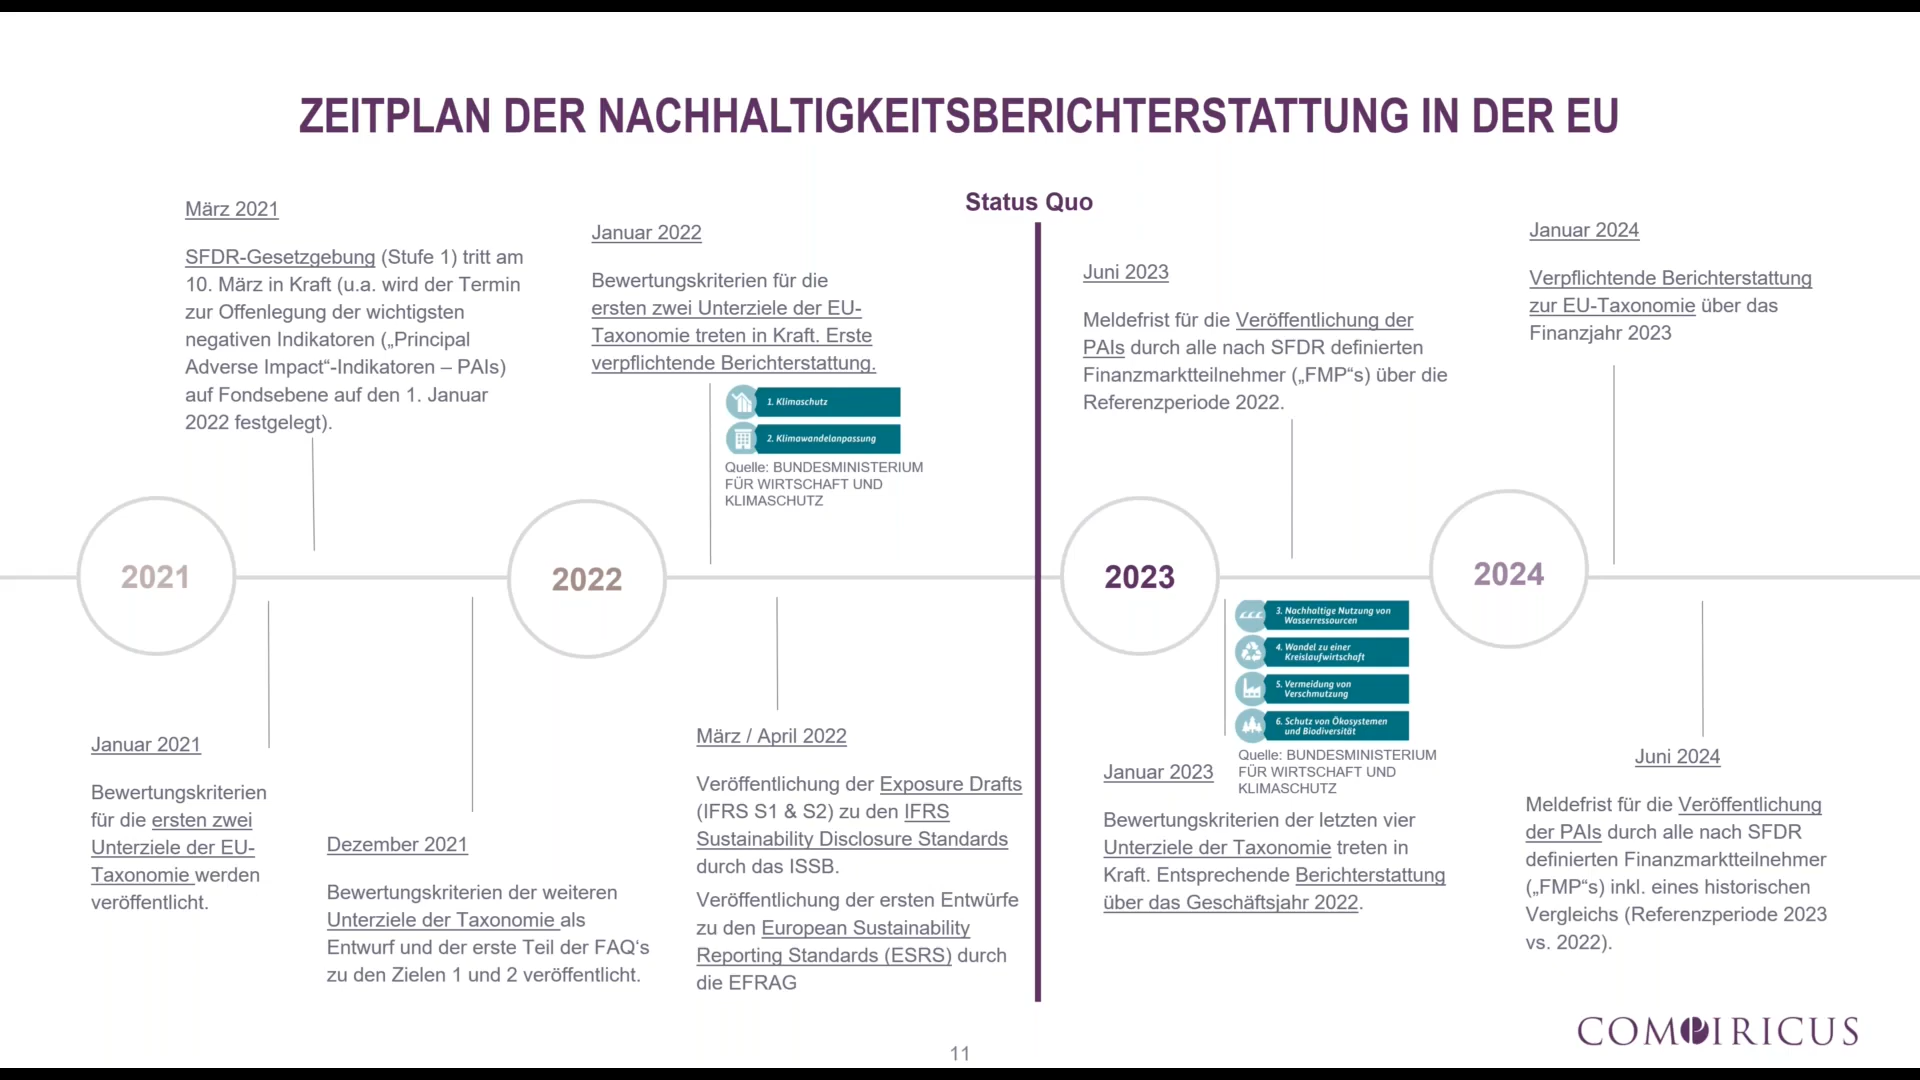 ZEITPLAN DER NACHHALTIGKEITSBERICHTERSTATTUNG IN DER EU
März 2021
SFDR-Gesetzgebung (Stufe 1) tritt am
10. März in Kraft (u.a. wird der Termin
zur Offenlegung der wichtigsten
negativen Indikatoren („Principal
Adverse Impact“-Indikatoren – PAIs)
auf Fondsebene auf den 1. Januar
2022 festgelegt).
Januar 2022
Bewertungskriterien für die
ersten zwei Unterziele der EU-
Taxonomie treten in Kraft. Erste
verpflichtende Berichterstattung.
1. Klimaschutz
2. Klimawandelanpassung
Quelle: BUNDESMINISTERIUM
FÜR WIRTSCHAFT UND
KLIMASCHUTZ
Status Quo
Juni 2023
Meldefrist für die Veröffentlichung der
PAIs durch alle nach SFDR definierten
Finanzmarktteilnehmer („FMP“s) über die
Referenzperiode 2022.
Januar 2024
Verpflichtende Berichterstattung
zur EU-Taxonomie über das
Finanzjahr 2023
2021
2022
2023
2024
Januar 2021
Bewertungskriterien
für die ersten zwei
Unterziele der EU-
Taxonomie werden
veröffentlicht.
Dezember 2021
Bewertungskriterien der weiteren
Unterziele der Taxonomie als
Entwurf und der erste Teil der FAQ‘s
zu den Zielen 1 und 2 veröffentlicht.
März / April 2022
Veröffentlichung der Exposure Drafts
(IFRS S1 & S2) zu den IFRS
Sustainability Disclosure Standards
durch das ISSB.
Veröffentlichung der ersten Entwürfe
zu den European Sustainability
Reporting Standards (ESRS) durch
die EFRAG
3. Nachhaltige Nutzung von
Wasserressourcen
4. Wandel zu einer
Kreislaufwirtschaft
5. Vermeidung von
Verschmutzung
6. Schutz von Ökosystemen
und Biodiversität
Quelle: BUNDESMINISTERIUM
FÜR WIRTSCHAFT UND
KLIMASCHUTZ
Januar 2023
Bewertungskriterien der letzten vier
Unterziele der Taxonomie treten in
Kraft. Entsprechende Berichterstattung
über das Geschäftsjahr 2022.
Juni 2024
Meldefrist für die Veröffentlichung
der PAIs durch alle nach SFDR
definierten Finanzmarktteilnehmer
(„FMP“s) inkl. eines historischen
Vergleichs (Referenzperiode 2023
vs. 2022).
COMPIRICUS
11